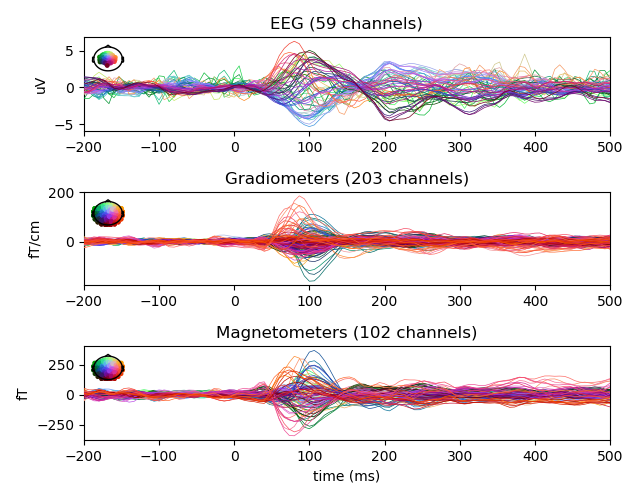 EEG (59 channels)
5
0
−5
uV
−200 −100 0 100 200 300 400 500
Gradiometers (203 channels)
200
0
fT/cm
−200 −100 0 100 200 300 400 500
Magnetometers (102 channels)
250
0
−250
fT
−200 −100 0 100 200 300 400 500
time (ms)